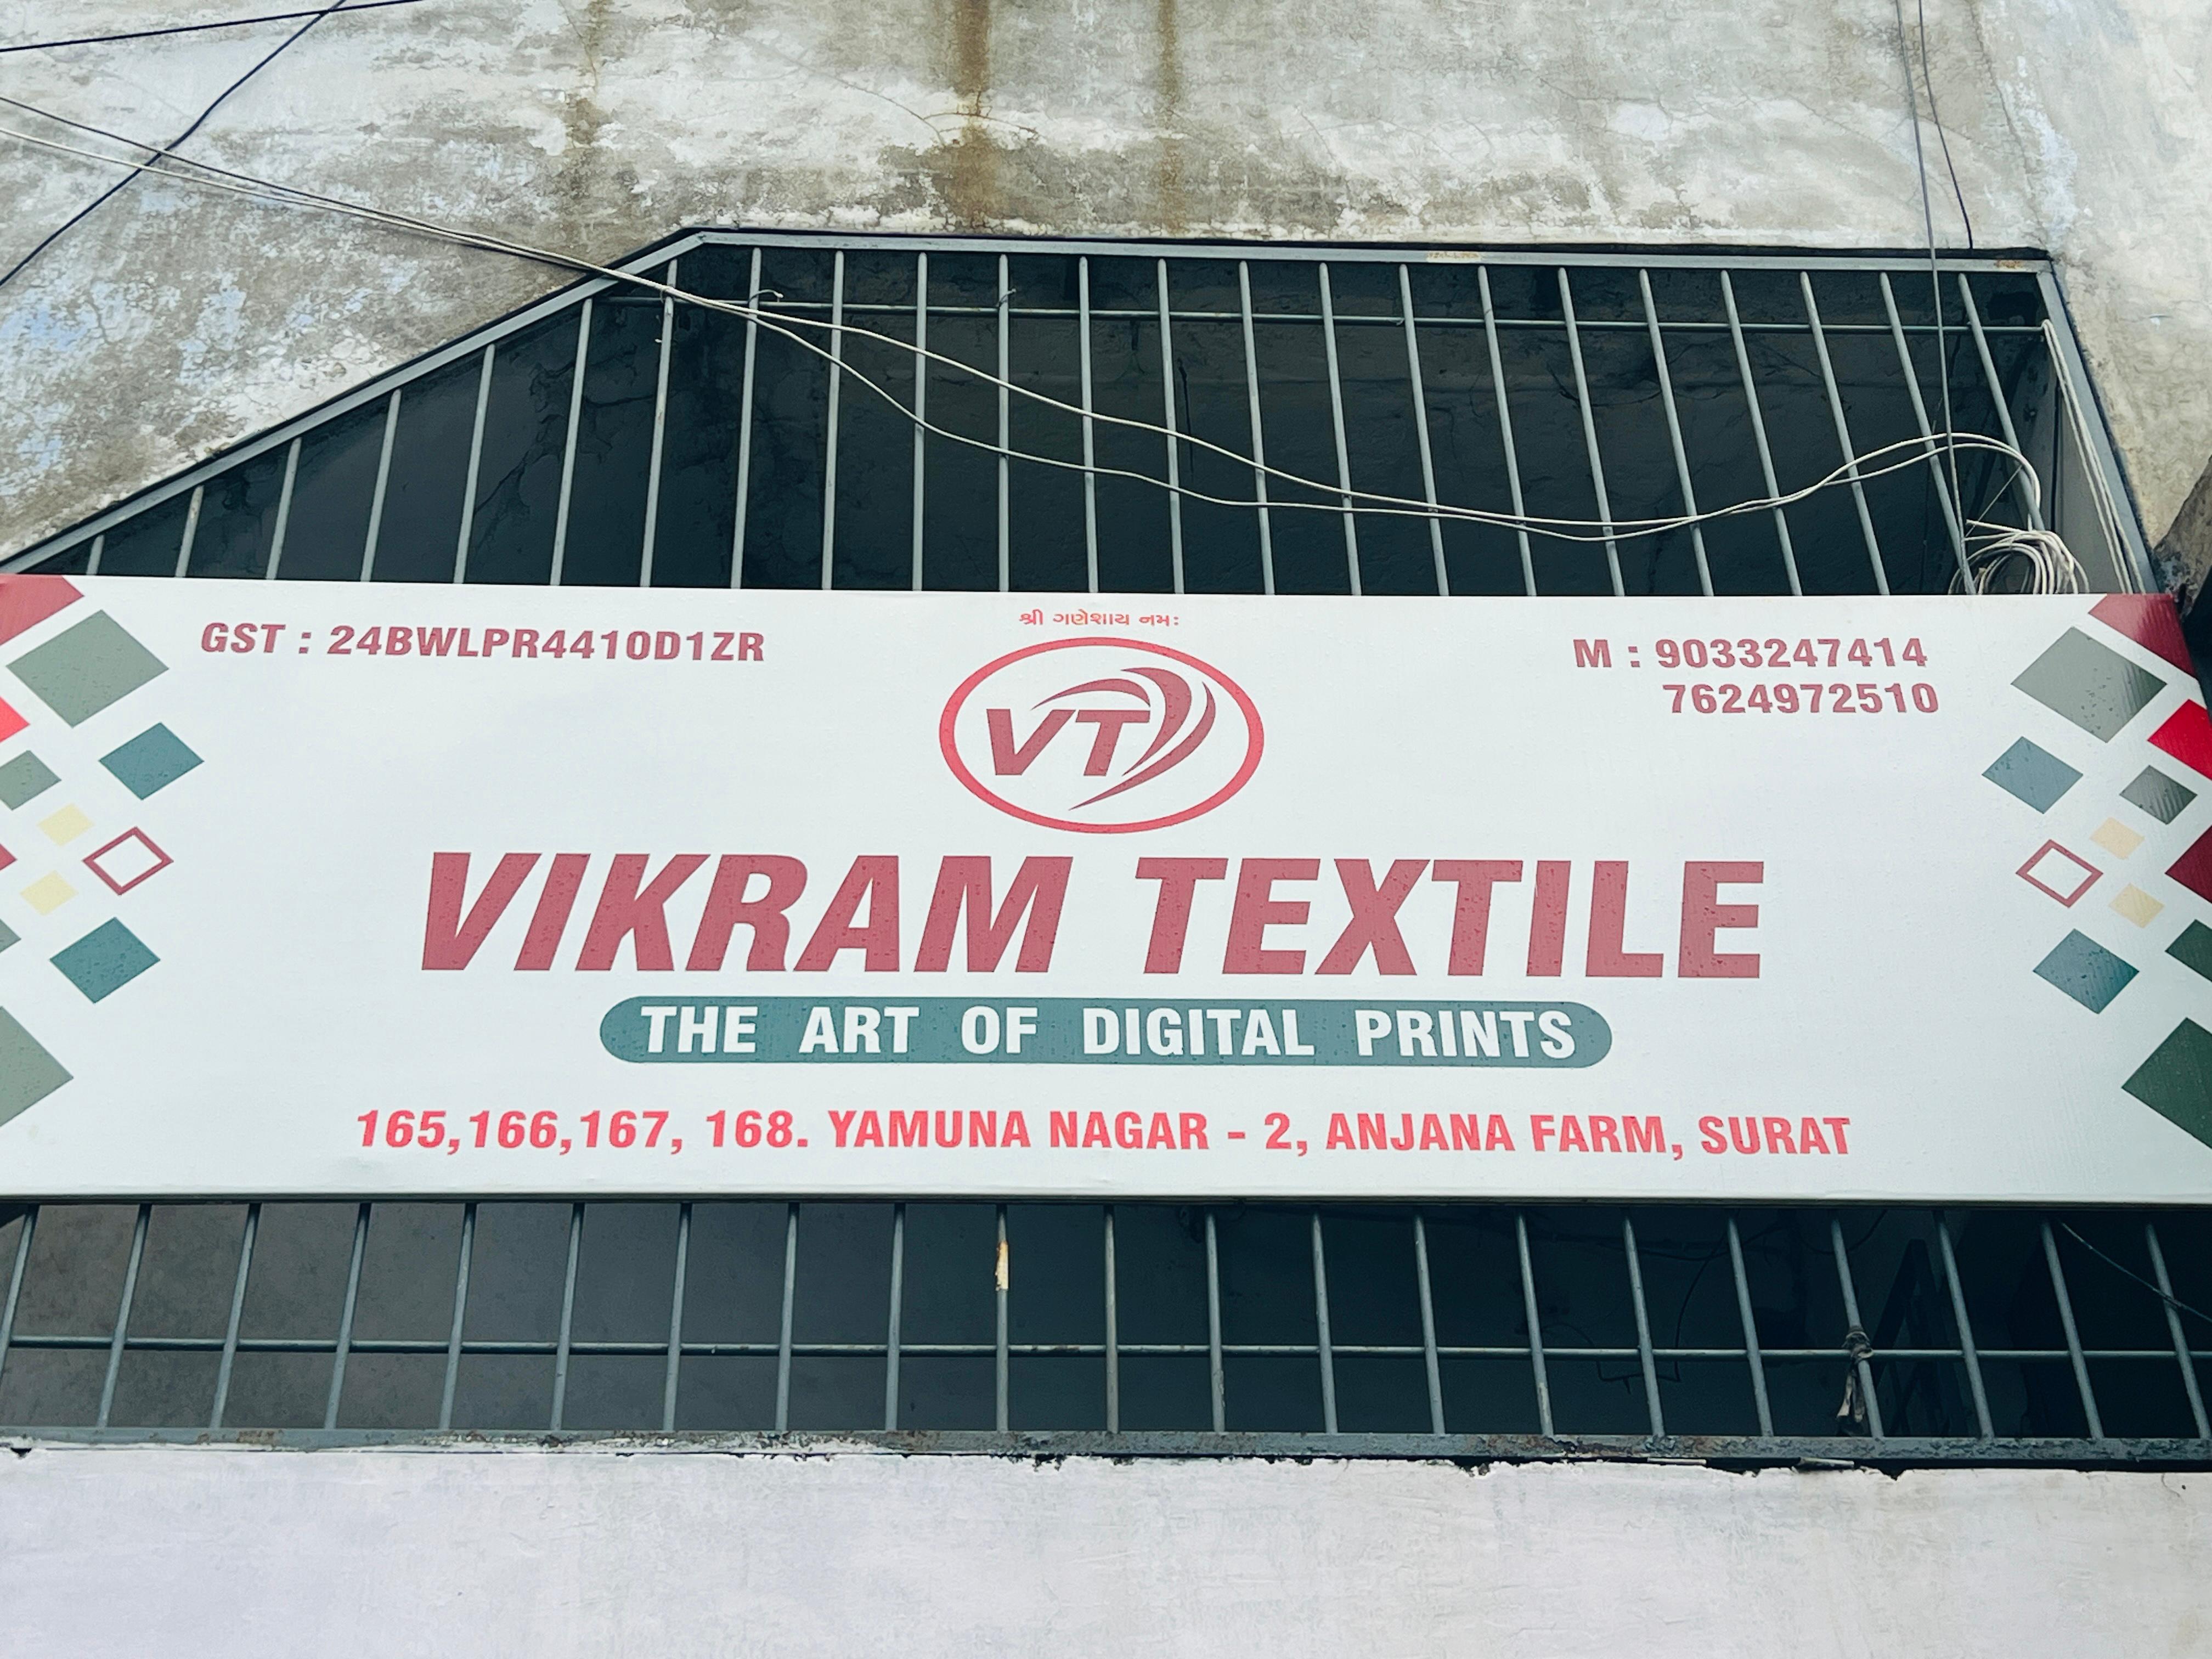 શ્રી ગણેશાય નમ:
GST : 24BWLPR4410D1ZR
M : 9033247414
7624972510
VT
VIKRAM TEXTILE
THE ART OF DIGITAL PRINTS
165,166,167, 168. YAMUNA NAGAR - 2, ANJANA FARM, SURAT